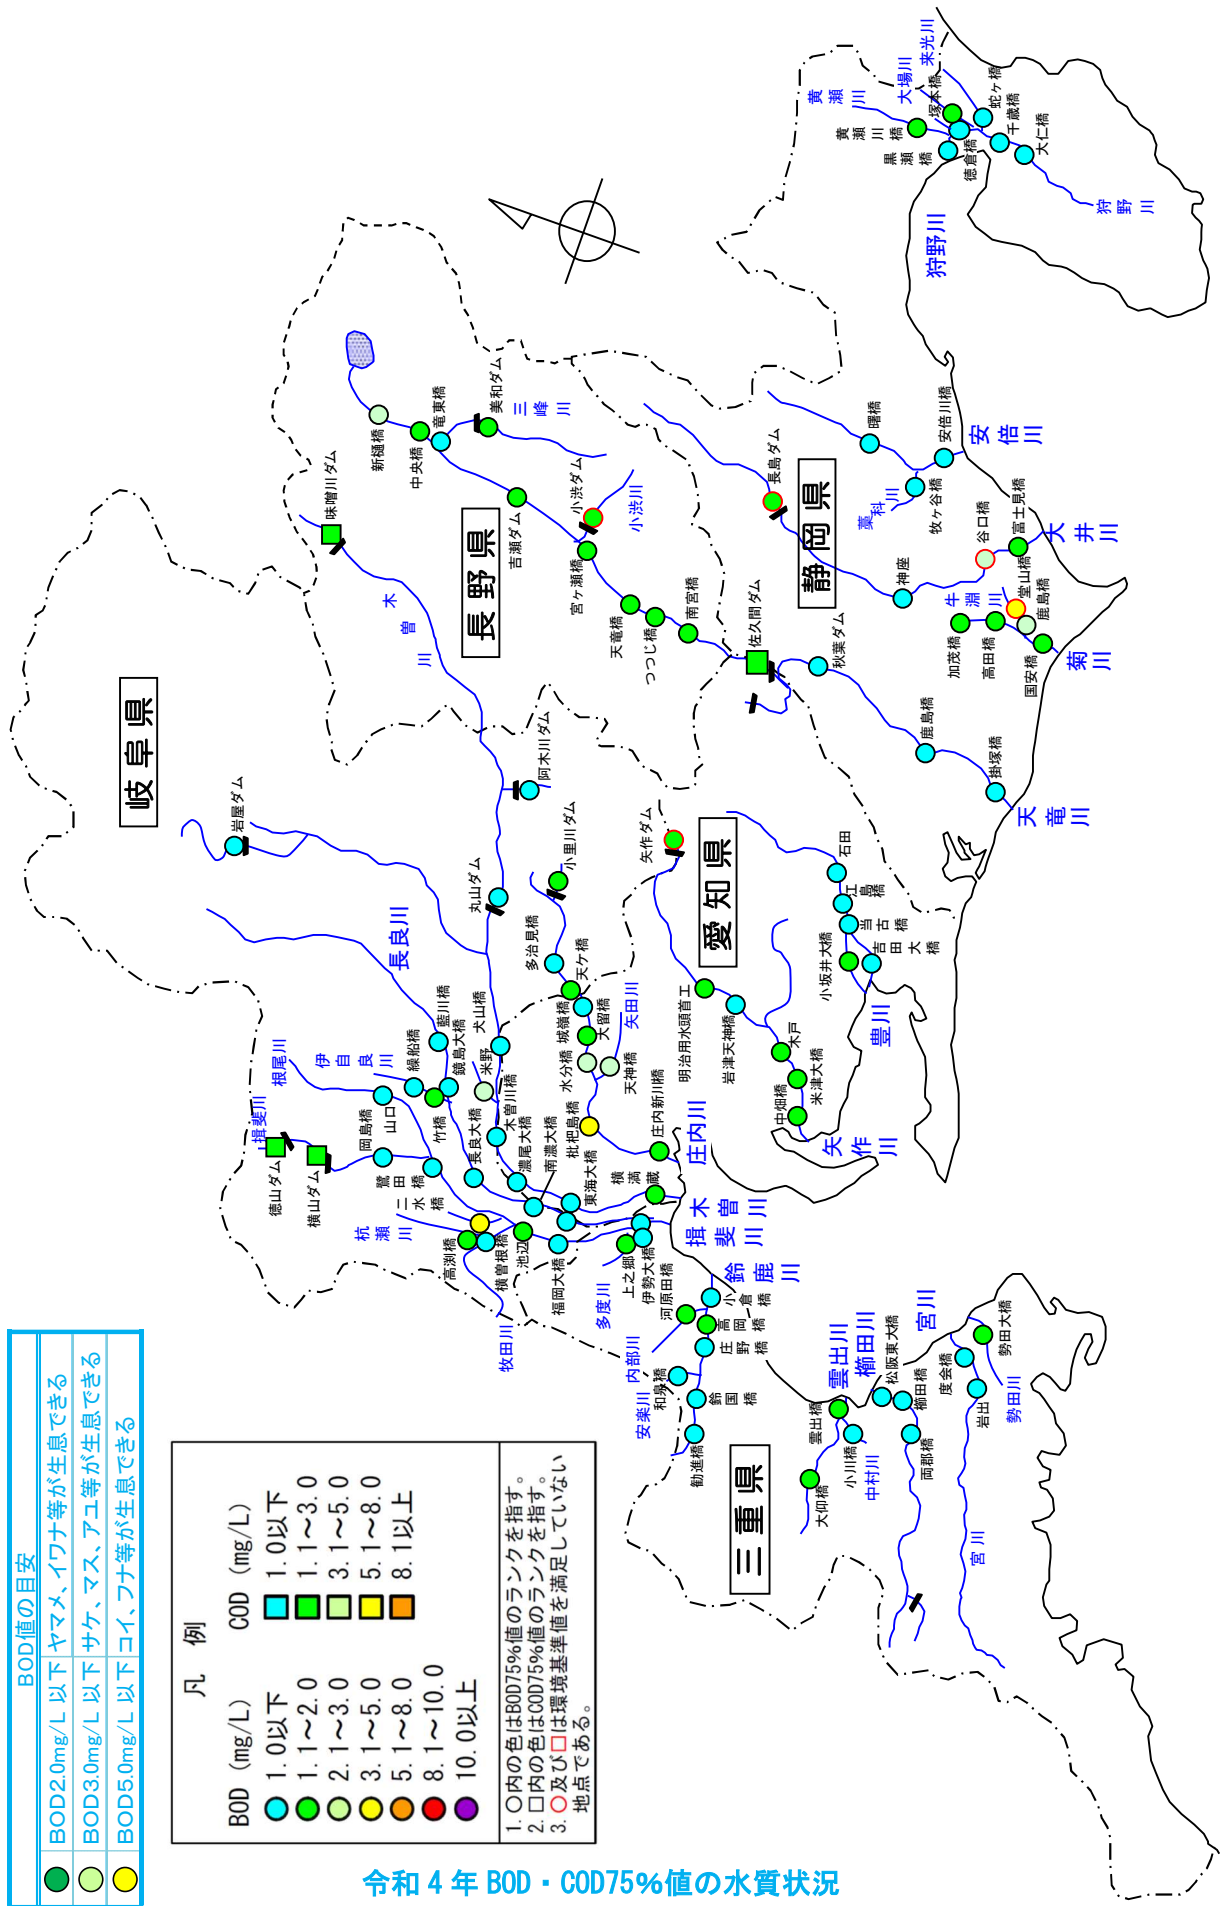 令和４年 BOD・COD75%値の水質状況
BOD値の目安
BOD2.0mg/L 以下 ヤマメ、イワナ等が生息できる
BOD3.0mg/L 以下 サケ、マス、アユ等が生息できる
BOD5.0mg/L 以下 コイ、フナ等が生息できる
凡 例
BOD (mg/L)
1.0以下
1.1～2.0
2.1～3.0
3.1～5.0
5.1～8.0
8.1～10.0
10.0以上
COD (mg/L)
1.0以下
1.1～3.0
3.1～5.0
5.1～8.0
8.1以上
1. ○内の色はBOD75%値のランクを指す。
2. □内の色はCOD75%値のランクを指す。
3. ○及び□は環境基準値を満足していない
地点である。
岐阜県
長野県
静岡県
愛知県
三重県
来光川
大場川
黄瀬川
黄瀬川橋
塚本橋
蛇ヶ橋
千歳橋
大仁橋
徳倉橋
黒瀬橋
狩野川
狩野川
新樋橋
中央橋
竜東橋
美和ダム
三峰川
吉瀬ダム
小渋ダム
小渋川
宮ヶ瀬橋
天竜橋
つつじ橋
南宮橋
佐久間ダム
秋葉ダム
鹿島橋
掛塚橋
天竜川
長島ダム
神座
谷口橋
富士見橋
大井川
曙橋
安倍川橋
牧ヶ谷橋
藁科川
安倍川
牛淵川
堂山橋
鹿島橋
加茂橋
高田橋
国安橋
菊川
味噌川ダム
木曽川
阿木川ダム
丸山ダム
岩屋ダム
犬山橋
米野
木曽川橋
濃尾大橋
南濃大橋
東海大橋
横満蔵
木曽川
長良川
藍川橋
鏡島大橋
繰船橋
伊自良川
竹橋
長良大橋
根尾川
山口
揖斐川
徳山ダム
横山ダム
岡島橋
鷺田橋
二水橋
杭瀬川
高渕橋
横曽根橋
池辺
牧田川
福岡大橋
多度川
上之郷
伊勢大橋
揖斐川
小里川ダム
多治見橋
天ケ橋
城嶺橋
大留橋
水分橋
天神橋
矢田川
枇杷島橋
庄内新川橋
庄内川
矢作ダム
明治用水頭首工
岩津天神橋
木戸
米津大橋
中畑橋
矢作川
石田
江島橋
当古橋
吉田大橋
小坂井大橋
豊川
鈴鹿川
小倉橋
高岡橋
庄野橋
河原田橋
内部川
和泉橋
鈴国橋
安楽川
勧進橋
雲出川
雲出橋
小川橋
中村川
大仰橋
櫛田川
松阪東大橋
櫛田橋
両郡橋
宮川
度会橋
岩出
勢田大橋
勢田川
宮川